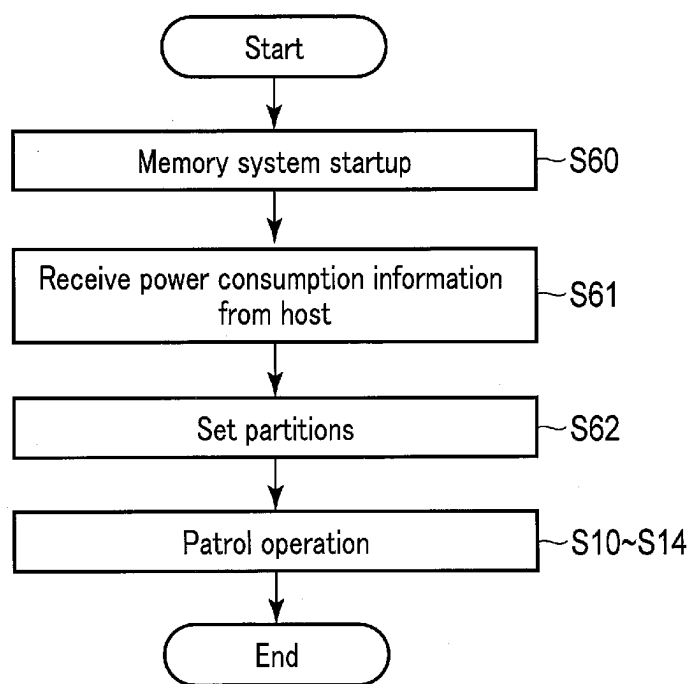 Start
Memory system startup
S60
Receive power consumption information
from host
S61
Set partitions
S62
Patrol operation
S10~S14
End